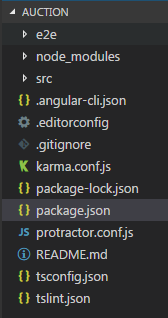 AUCTION
e2e
node_modules
src
.angular-cli.json
.editorconfig
.gitignore
karma.conf.js
package-lock.json
package.json
JS protractor.conf.js
README.md
tsconfig.json
tslint.json